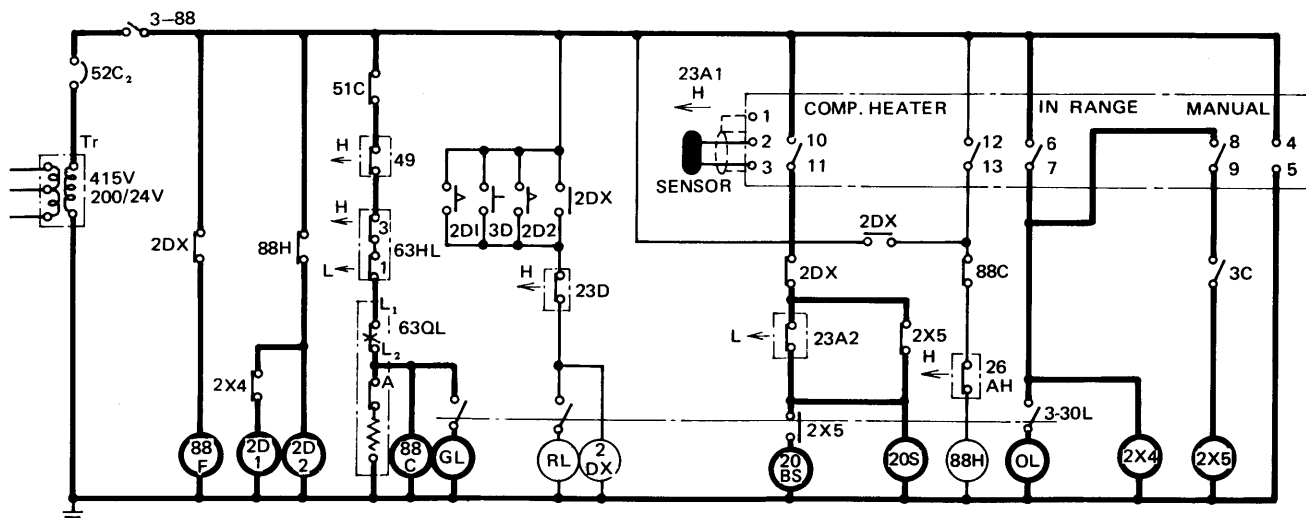 3-88
52C₂
Tr
415V
200/24V
2DX
88H
2X4
88
F
2D
1
2D
2
51C
H
49
H
3
63HL
L
1
L₁
63QL
L₂
A
88
C
GL
2D1
3D
2D2
2DX
H
23D
RL
2
DX
23A1
H
1
2
3
SENSOR
COMP. HEATER
IN RANGE
MANUAL
10
11
12
13
6
7
8
9
4
5
2DX
2DX
88C
3C
L
23A2
2X5
H
26
AH
2X5
3-30L
20
BS
20S
88H
OL
2X4
2X5